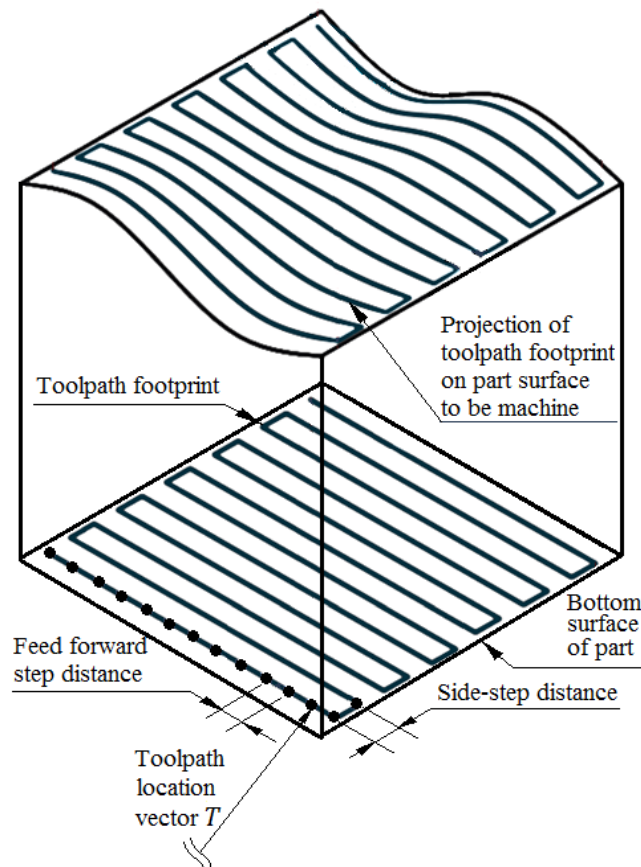 Projection of
toolpath footprint
on part surface
to be machine
Toolpath footprint
Bottom
surface
of part
Feed forward
step distance
Side-step distance
Toolpath
location
vector T